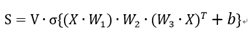 S = V · σ{(X · W₁) · W₂ · (W₃ · X)ᵀ + b}.